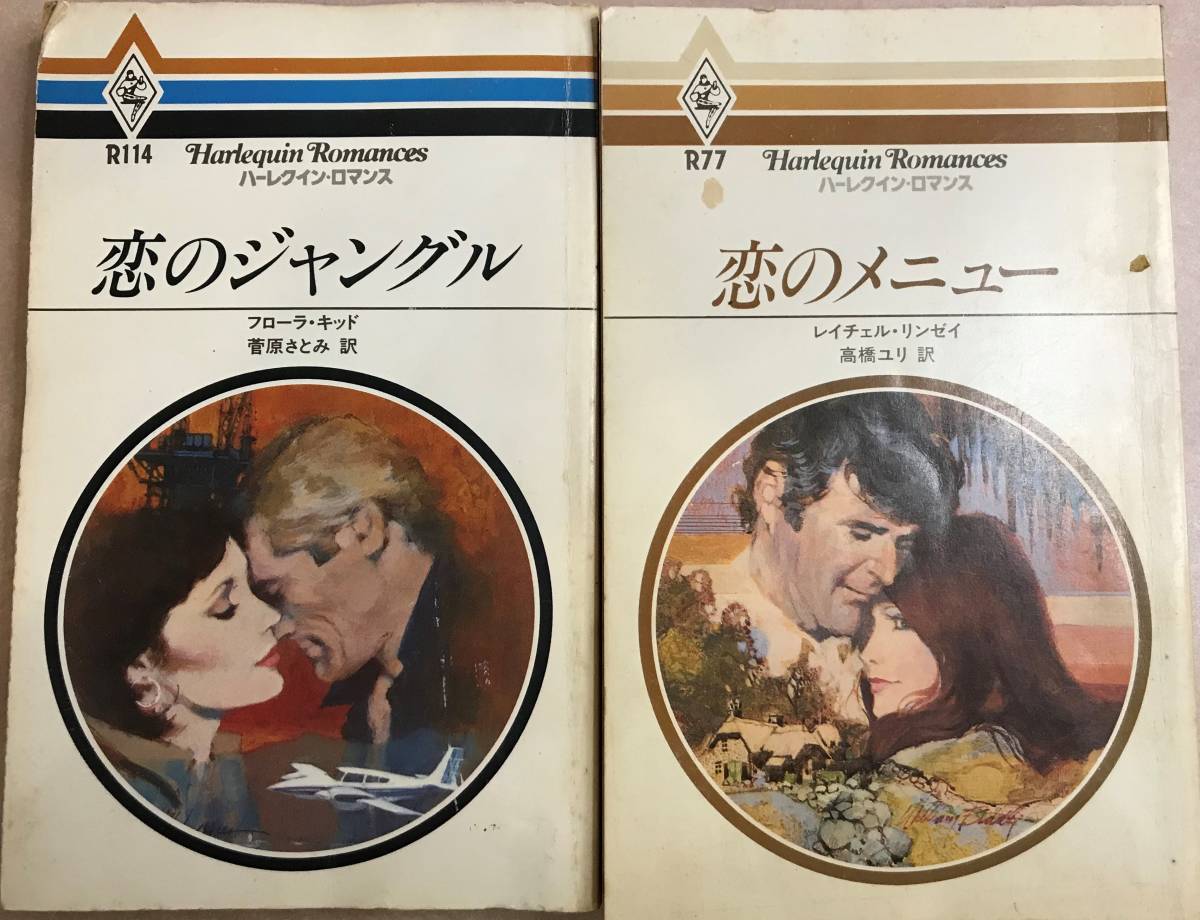 R114 Harlequin Romances
ハーレクイン・ロマンス
恋のジャングル
フローラ・キッド
菅原さとみ 訳
R77 Harlequin Romances
ハーレクイン・ロマンス
恋のメニュー
レイチェル・リンゼイ
高橋ユリ 訳